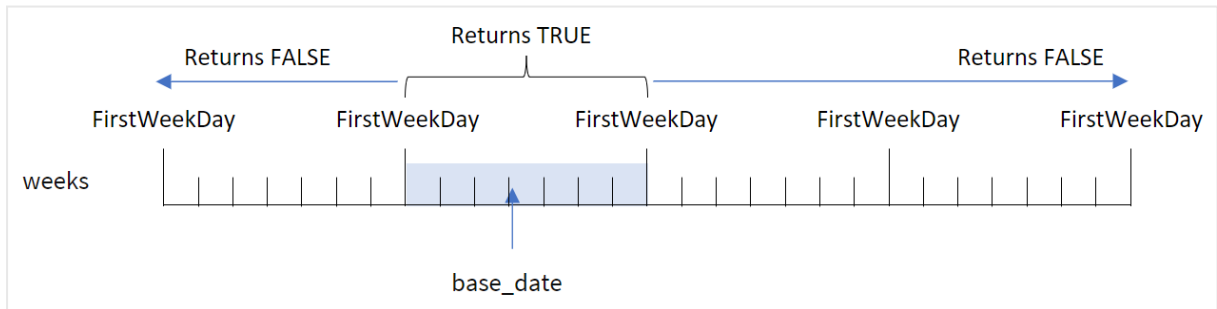 Returns TRUE
Returns FALSE
Returns FALSE
FirstWeekDay
FirstWeekDay
FirstWeekDay
FirstWeekDay
FirstWeekDay
weeks
base_date